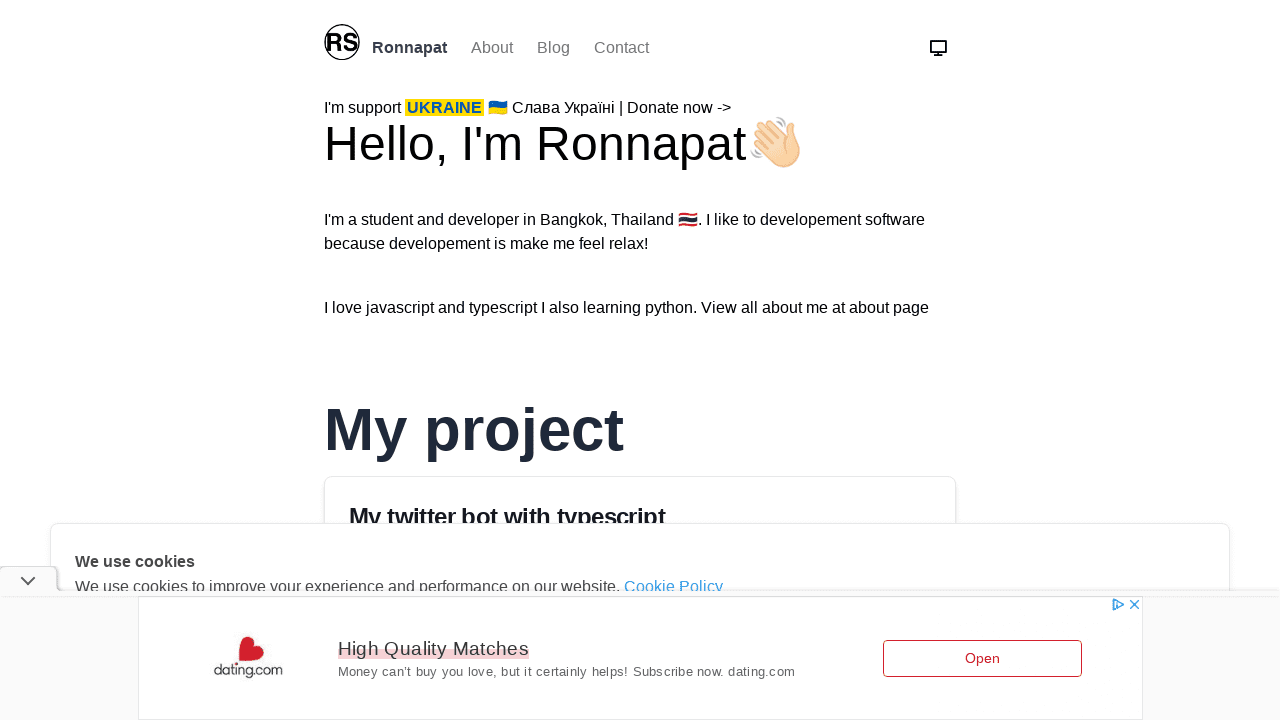 RS Ronnapat About Blog Contact
I'm support UKRAINE 🇺🇦 Слава Україні | Donate now ->
Hello, I'm Ronnapat👋🏻
I'm a student and developer in Bangkok, Thailand 🇹🇭. I like to developement software
because developement is make me feel relax!
I love javascript and typescript I also learning python. View all about me at about page
My project
My twitter bot with typescript
We use cookies
We use cookies to improve your experience and performance on our website. Cookie Policy
High Quality Matches
Money can't buy you love, but it certainly helps! Subscribe now. dating.com
dating.com
Open